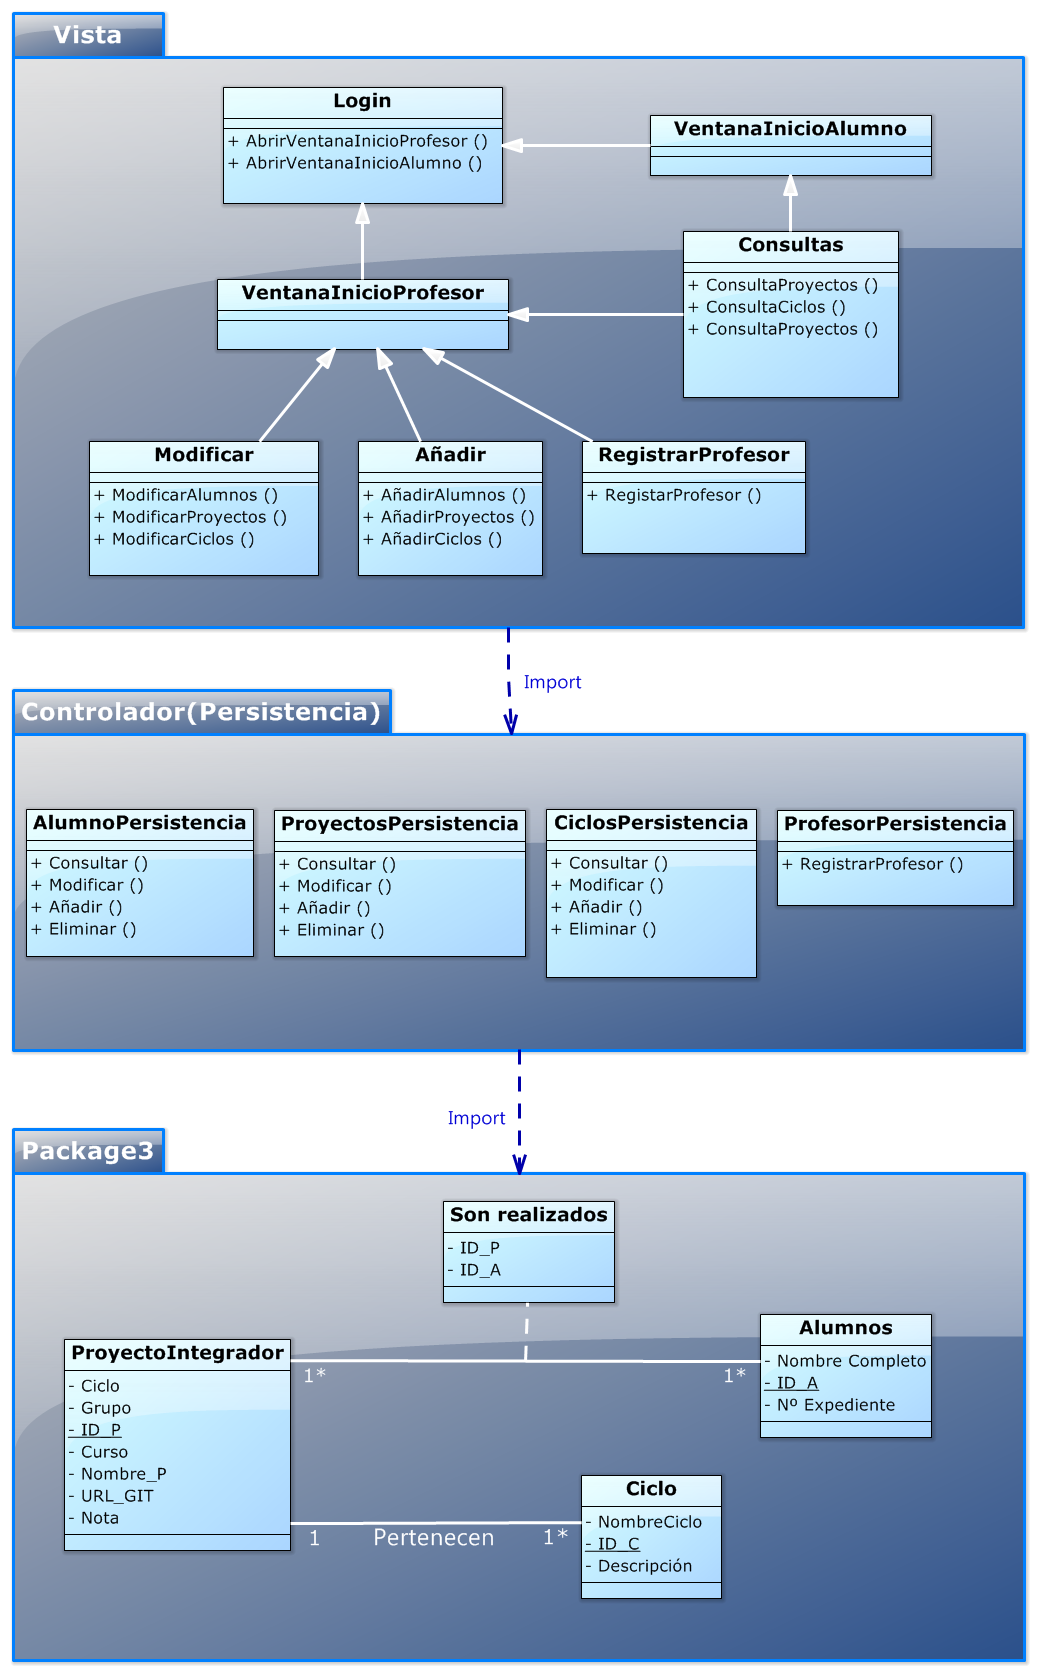 Vista
Login
+ AbrirVentanaInicioProfesor ()
+ AbrirVentanaInicioAlumno ()
VentanaInicioAlumno
Consultas
+ ConsultaProyectos ()
+ ConsultaCiclos ()
+ ConsultaProyectos ()
VentanaInicioProfesor
Modificar
+ ModificarAlumnos ()
+ ModificarProyectos ()
+ ModificarCiclos ()
Añadir
+ AñadirAlumnos ()
+ AñadirProyectos ()
+ AñadirCiclos ()
RegistrarProfesor
+ RegistarProfesor ()
Import
Controlador(Persistencia)
AlumnoPersistencia
+ Consultar ()
+ Modificar ()
+ Añadir ()
+ Eliminar ()
ProyectosPersistencia
+ Consultar ()
+ Modificar ()
+ Añadir ()
+ Eliminar ()
CiclosPersistencia
+ Consultar ()
+ Modificar ()
+ Añadir ()
+ Eliminar ()
ProfesorPersistencia
+ RegistrarProfesor ()
Import
Package3
Son realizados
- ID_P
- ID_A
ProyectoIntegrador
- Ciclo
- Grupo
- ID_P
- Curso
- Nombre_P
- URL_GIT
- Nota
1*
1*
Alumnos
- Nombre Completo
- ID_A
- Nº Expediente
1
Pertenecen
1*
Ciclo
- NombreCiclo
- ID_C
- Descripción